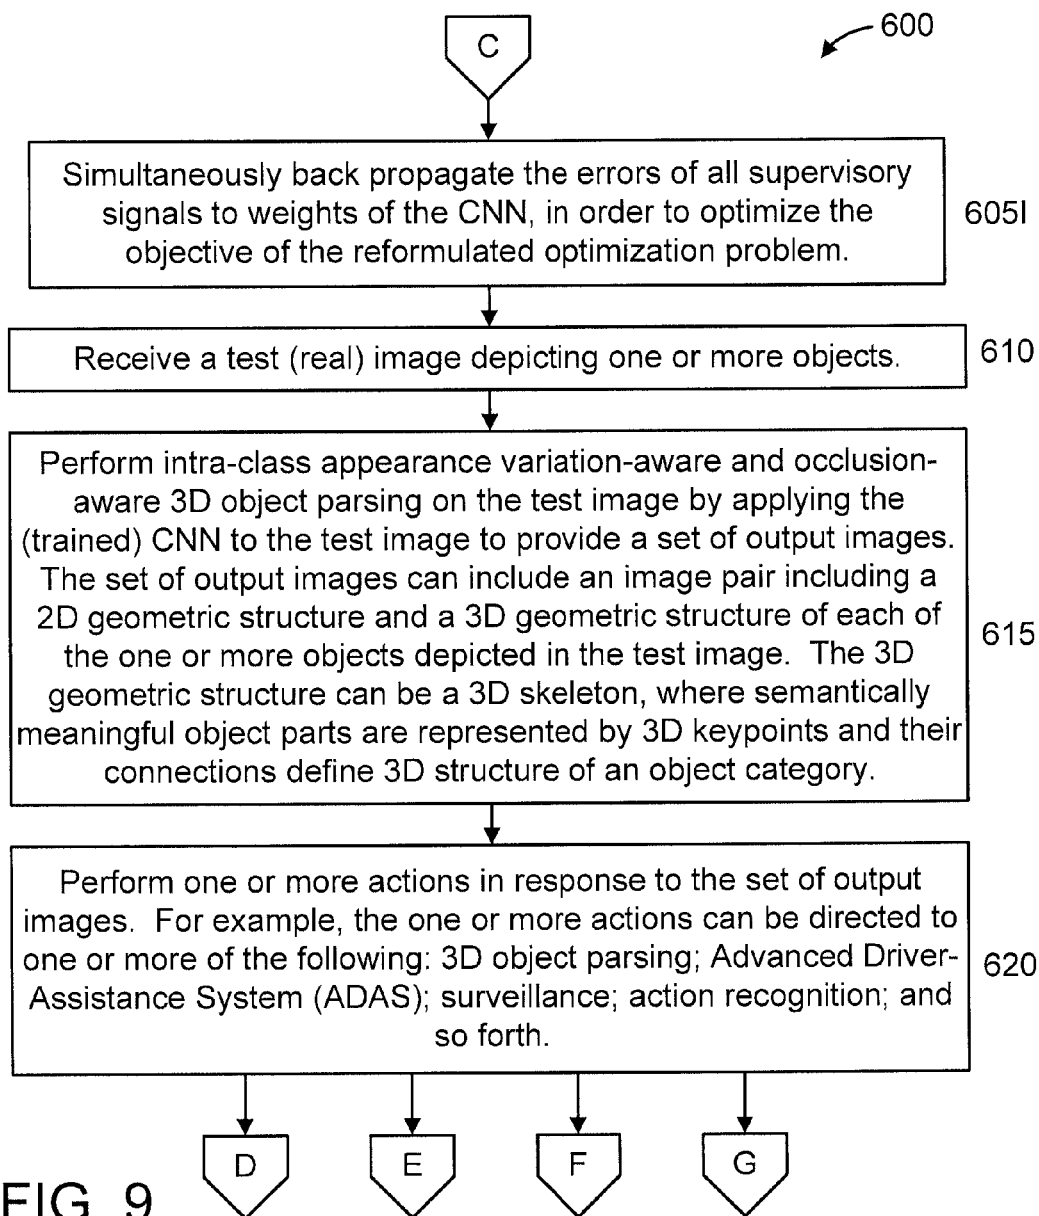 C
600
Simultaneously back propagate the errors of all supervisory
signals to weights of the CNN, in order to optimize the
objective of the reformulated optimization problem.
605I
Receive a test (real) image depicting one or more objects.
610
Perform intra-class appearance variation-aware and occlusion-
aware 3D object parsing on the test image by applying the
(trained) CNN to the test image to provide a set of output images.
The set of output images can include an image pair including a
2D geometric structure and a 3D geometric structure of each of
the one or more objects depicted in the test image. The 3D
geometric structure can be a 3D skeleton, where semantically
meaningful object parts are represented by 3D keypoints and their
connections define 3D structure of an object category.
615
Perform one or more actions in response to the set of output
images. For example, the one or more actions can be directed to
one or more of the following: 3D object parsing; Advanced Driver-
Assistance System (ADAS); surveillance; action recognition; and
so forth.
620
D
E
F
G
FIG. 9